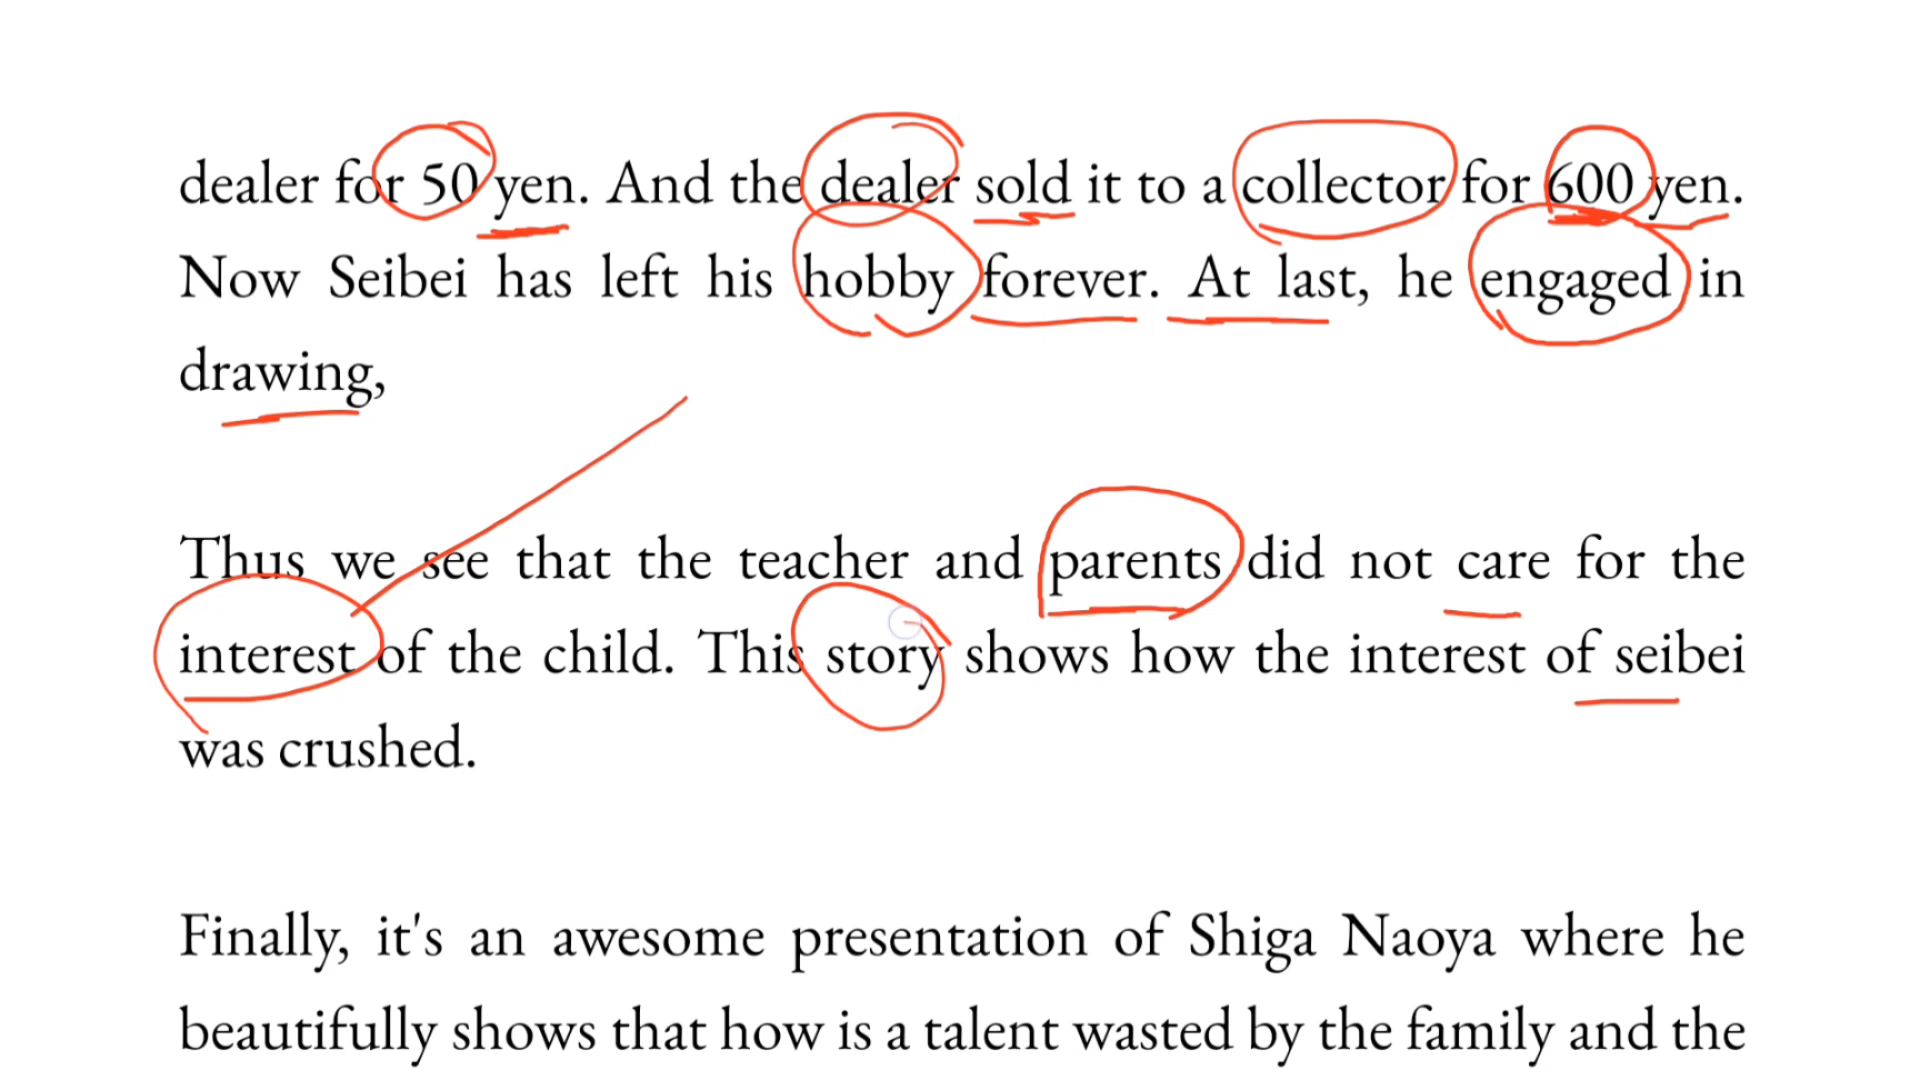 dealer for 50 yen. And the dealer sold it to a collector for 600 yen.
Now Seibei has left his hobby forever. At last, he engaged in
drawing,
Thus we see that the teacher and parents did not care for the
interest of the child. This story shows how the interest of seibei
was crushed.
Finally, it's an awesome presentation of Shiga Naoya where he
beautifully shows that how is a talent wasted by the family and the